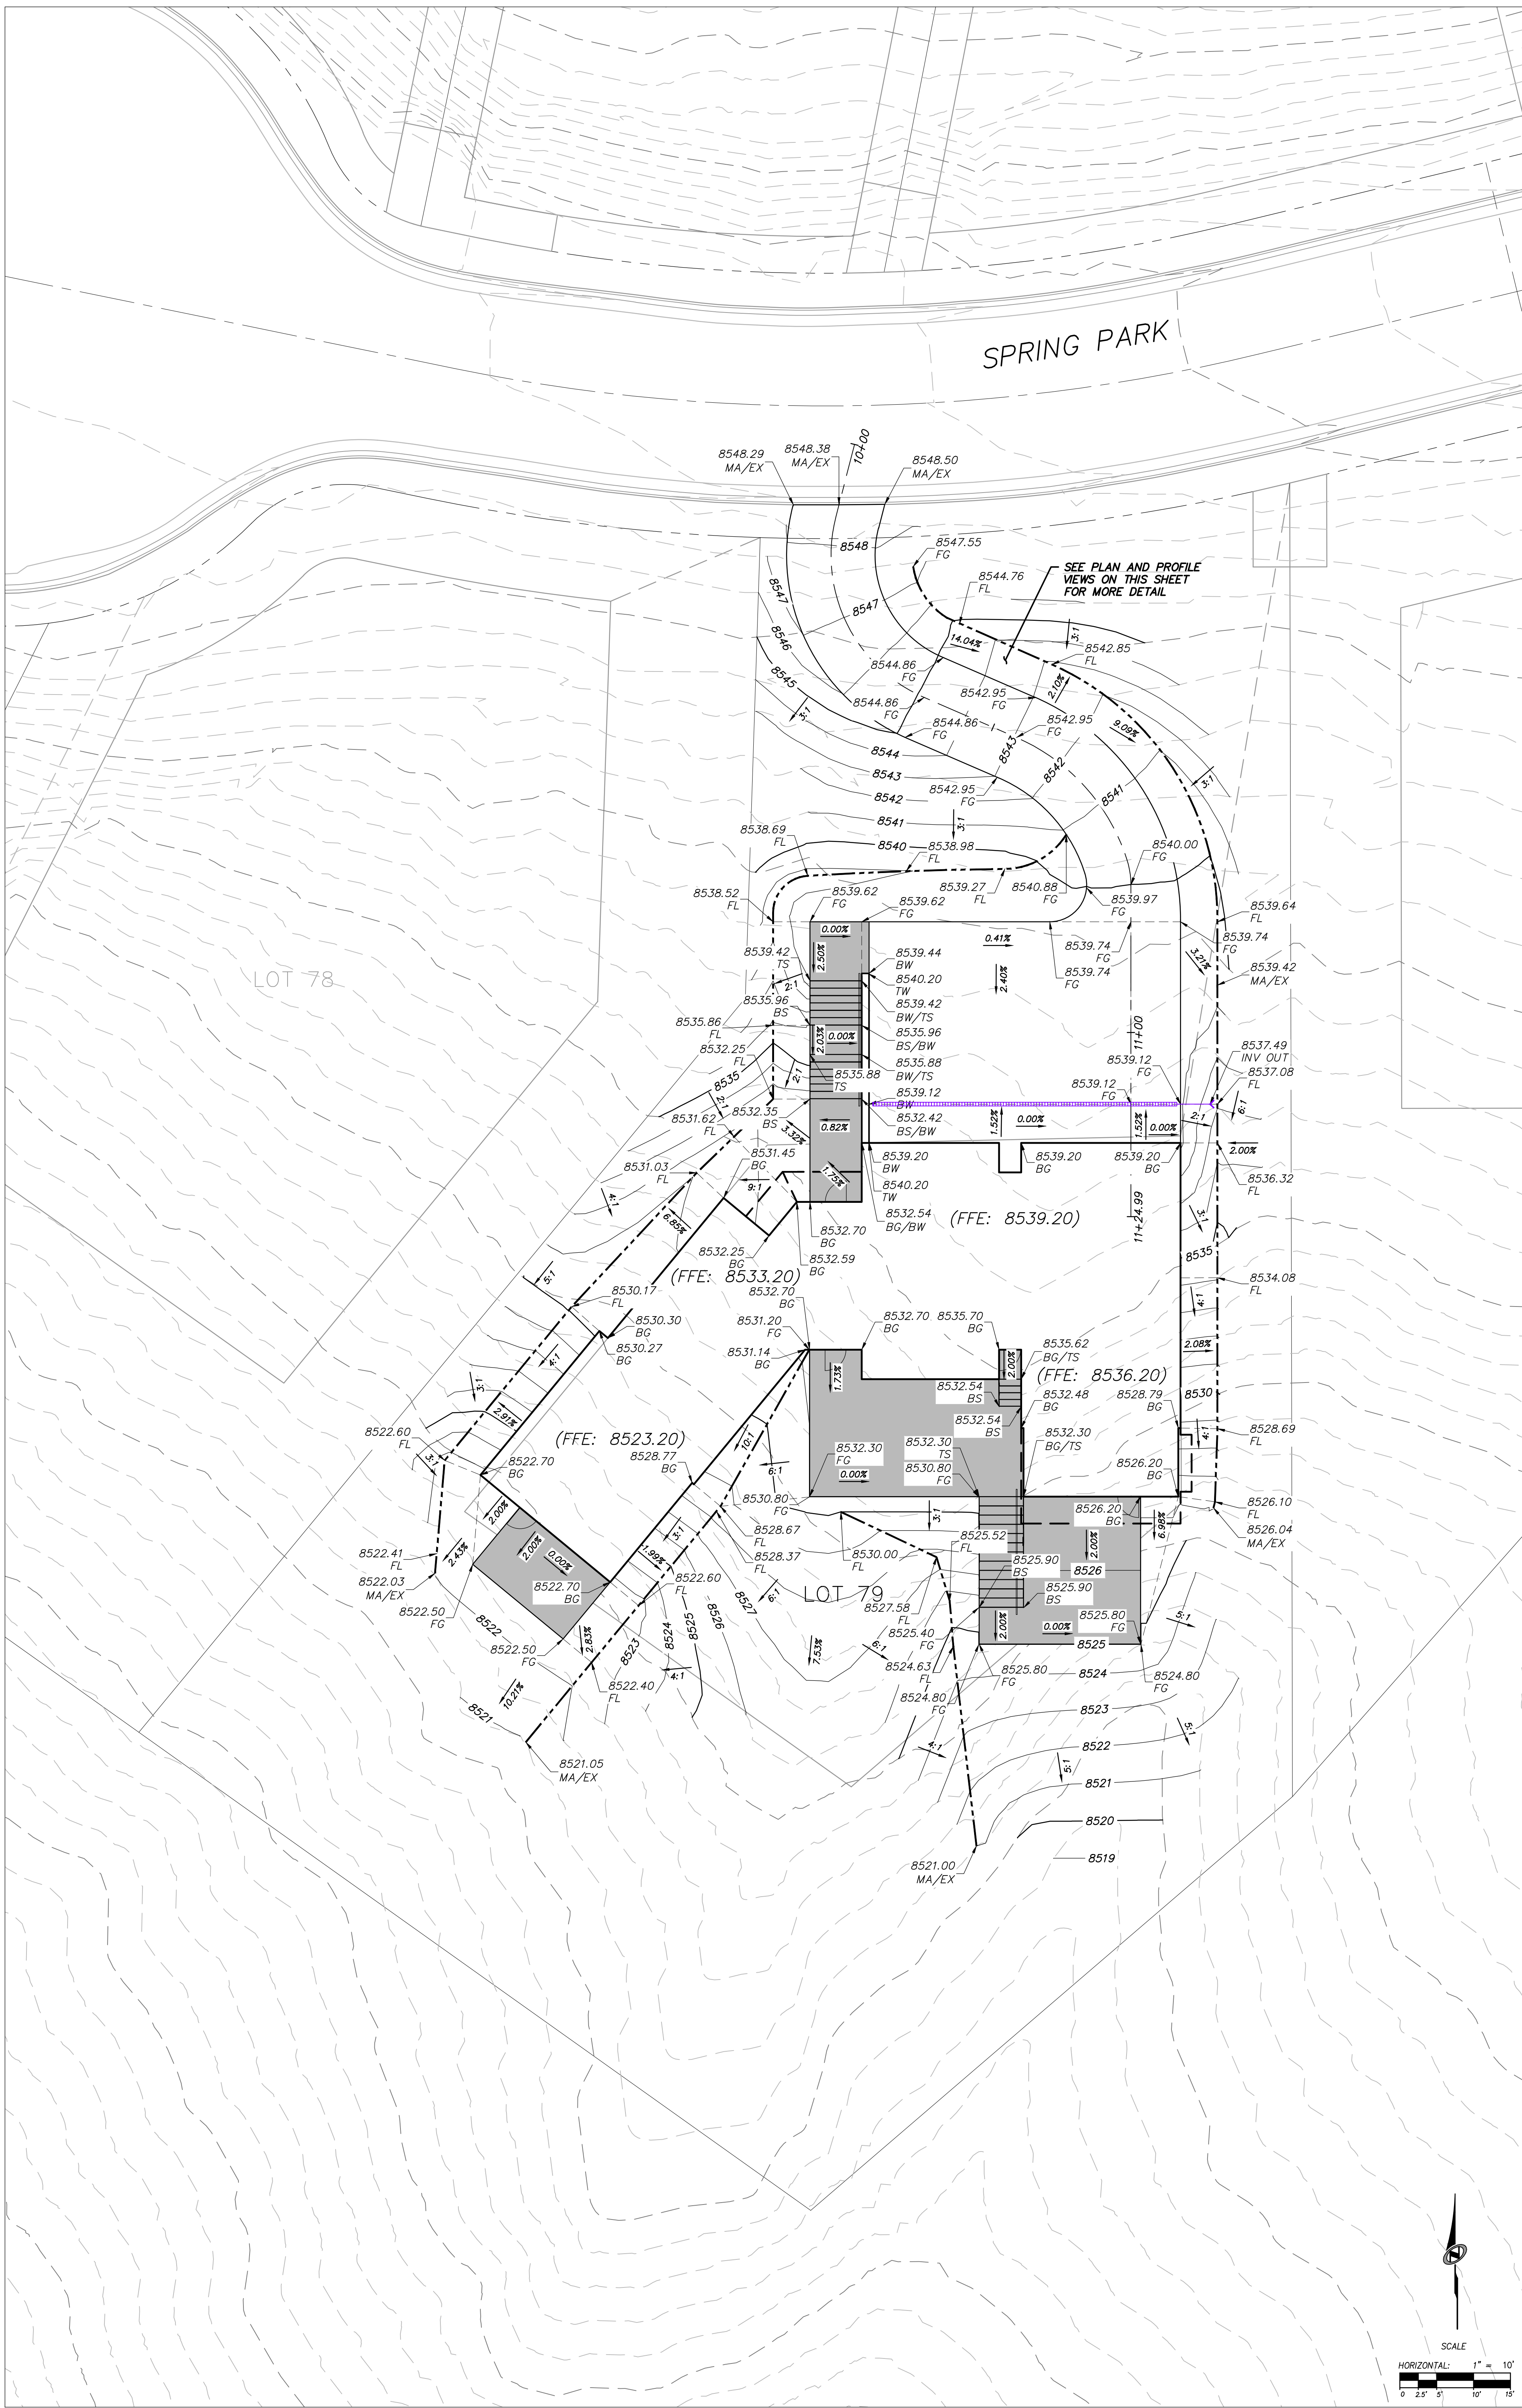 SPRING PARK
10+00
8548.29
MA/EX
8548.38
MA/EX
8548.50
MA/EX
8548
8547.55
FG
SEE PLAN AND PROFILE
VIEWS ON THIS SHEET
FOR MORE DETAIL
8544.76
FL
8547
8547
8546
8545
14.04%
3:1
8542.85
FL
8544.86
FG
8542.95
FG
2.10%
8544.86
FG
8544.86
FG
8542.95
FG
9.09%
3:1
8544
8543
8543
8542
8542
8542.95
FG
8541
3:1
8541
3:1
8538.69
FL
8540
8538.98
FL
8540.00
FG
8539.62
FG
8539.27
FL
8540.88
FG
8538.52
FL
8539.62
FG
8539.97
FG
8539.64
FL
0.00%
0.41%
8539.74
FG
8539.74
FG
8539.74
FG
2.50%
8539.42
TS
8539.44
BW
2.40%
3.21%
8539.42
MA/EX
LOT 78
2:1
8540.20
TW
8535.96
BS
8539.42
BW/TS
8535.86
FL
2.03%
0.00%
8535.96
BS/BW
11+00
8537.49
INV OUT
8532.25
FL
8535.88
BW/TS
8539.12
FG
8537.08
FL
8535
2:1
8535.88
TS
8539.12
BW
8539.12
FG
2:1
6:1
8532.35
BS
8532.42
BS/BW
1.52%
0.00%
1.52%
0.00%
2:1
8531.62
FL
3.32%
0.82%
2.00%
8531.45
BG
8539.20
BW
8539.20
BG
8539.20
BG
8531.03
FL
1.75%
9:1
8540.20
TW
8536.32
FL
4:1
6.85%
8532.54
BG/BW
(FFE: 8539.20)
11+24.99
3:1
8532.70
BG
8532.25
BG
8532.59
BG
8535
(FFE: 8533.20)
5:1
8530.17
FL
8532.70
BG
8534.08
FL
4:1
8530.30
BG
8531.20
FG
8532.70
BG
8535.70
BG
8530.27
BG
8531.14
BG
8535.62
BG/TS
2.08%
4:1
1.73%
2.00%
(FFE: 8536.20)
3:1
8532.54
BS
8532.48
BG
8528.79
BG
8530
2.91%
8532.54
BS
8532.30
BG/TS
4:1
8528.69
FL
8522.60
FL
(FFE: 8523.20)
10:1
8532.30
FG
8532.30
TS
3:1
8522.70
BG
8528.77
BG
6:1
0.00%
8530.80
FG
8526.20
BG
2.00%
8530.80
FG
8526.20
BG
8526.10
FL
2.00%
3:1
3:1
6.98%
8526.04
MA/EX
2.43%
0.00%
1.99%
8528.67
FL
8525.52
FL
2.00%
8522.41
FL
8528.37
FL
8530.00
FL
8525.90
BS
8526
8522.03
MA/EX
8522.70
BG
8522.60
FL
6:1
LOT 79
8525.90
BS
8527
8527.58
FL
8522.50
FG
8522
8526
8525.80
FG
5:1
8525
8525.40
FG
2.00%
0.00%
8524
2.83%
7.53%
6:1
8525
8522.50
FG
8523
8524.63
FL
8525.80
FG
8524
8524.80
FG
4:1
8522.40
FL
10.21%
8524.80
FG
8521
8523
5:1
4:1
8522
8521.05
MA/EX
5:1
8521
8520
8521.00
MA/EX
8519
SCALE
HORIZONTAL: 1" = 10'
0 2.5' 5' 10' 15'